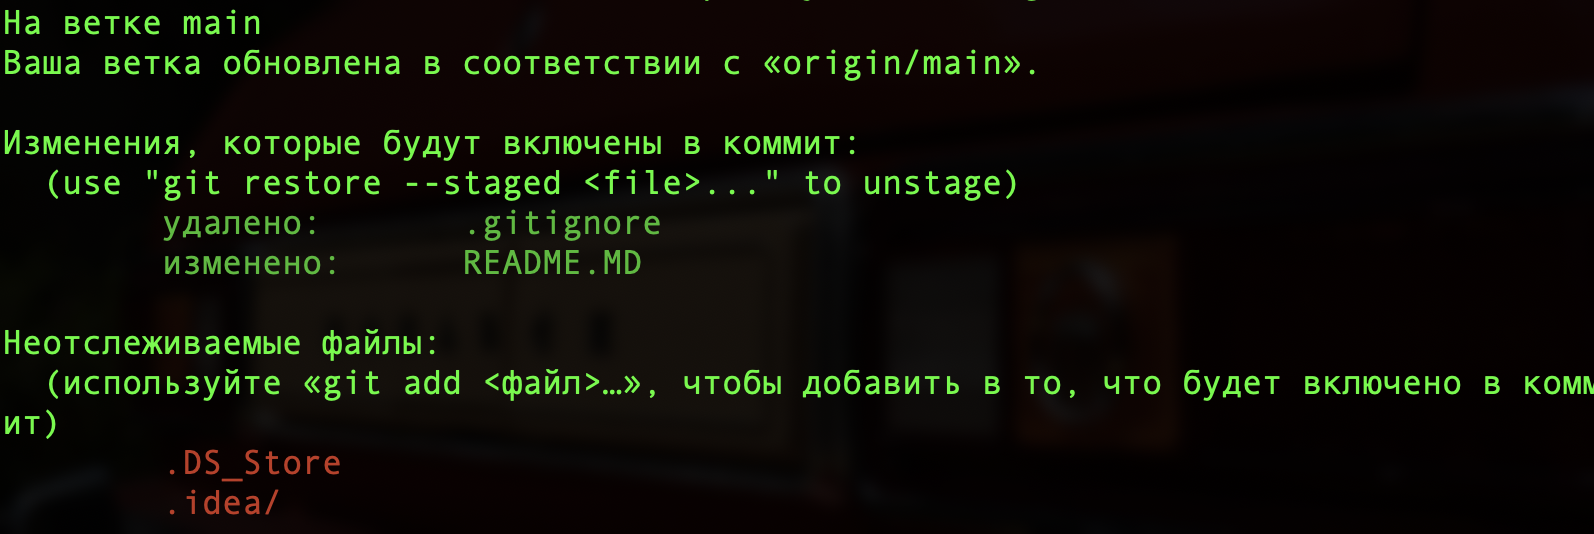 На ветке main
Ваша ветка обновлена в соответствии с «origin/main».
Изменения, которые будут включены в коммит:
(use "git restore --staged <file>..." to unstage)
удалено: .gitignore
изменено: README.MD
Неотслеживаемые файлы:
(используйте «git add <файл>…», чтобы добавить в то, что будет включено в комм
ит)
.DS_Store
.idea/